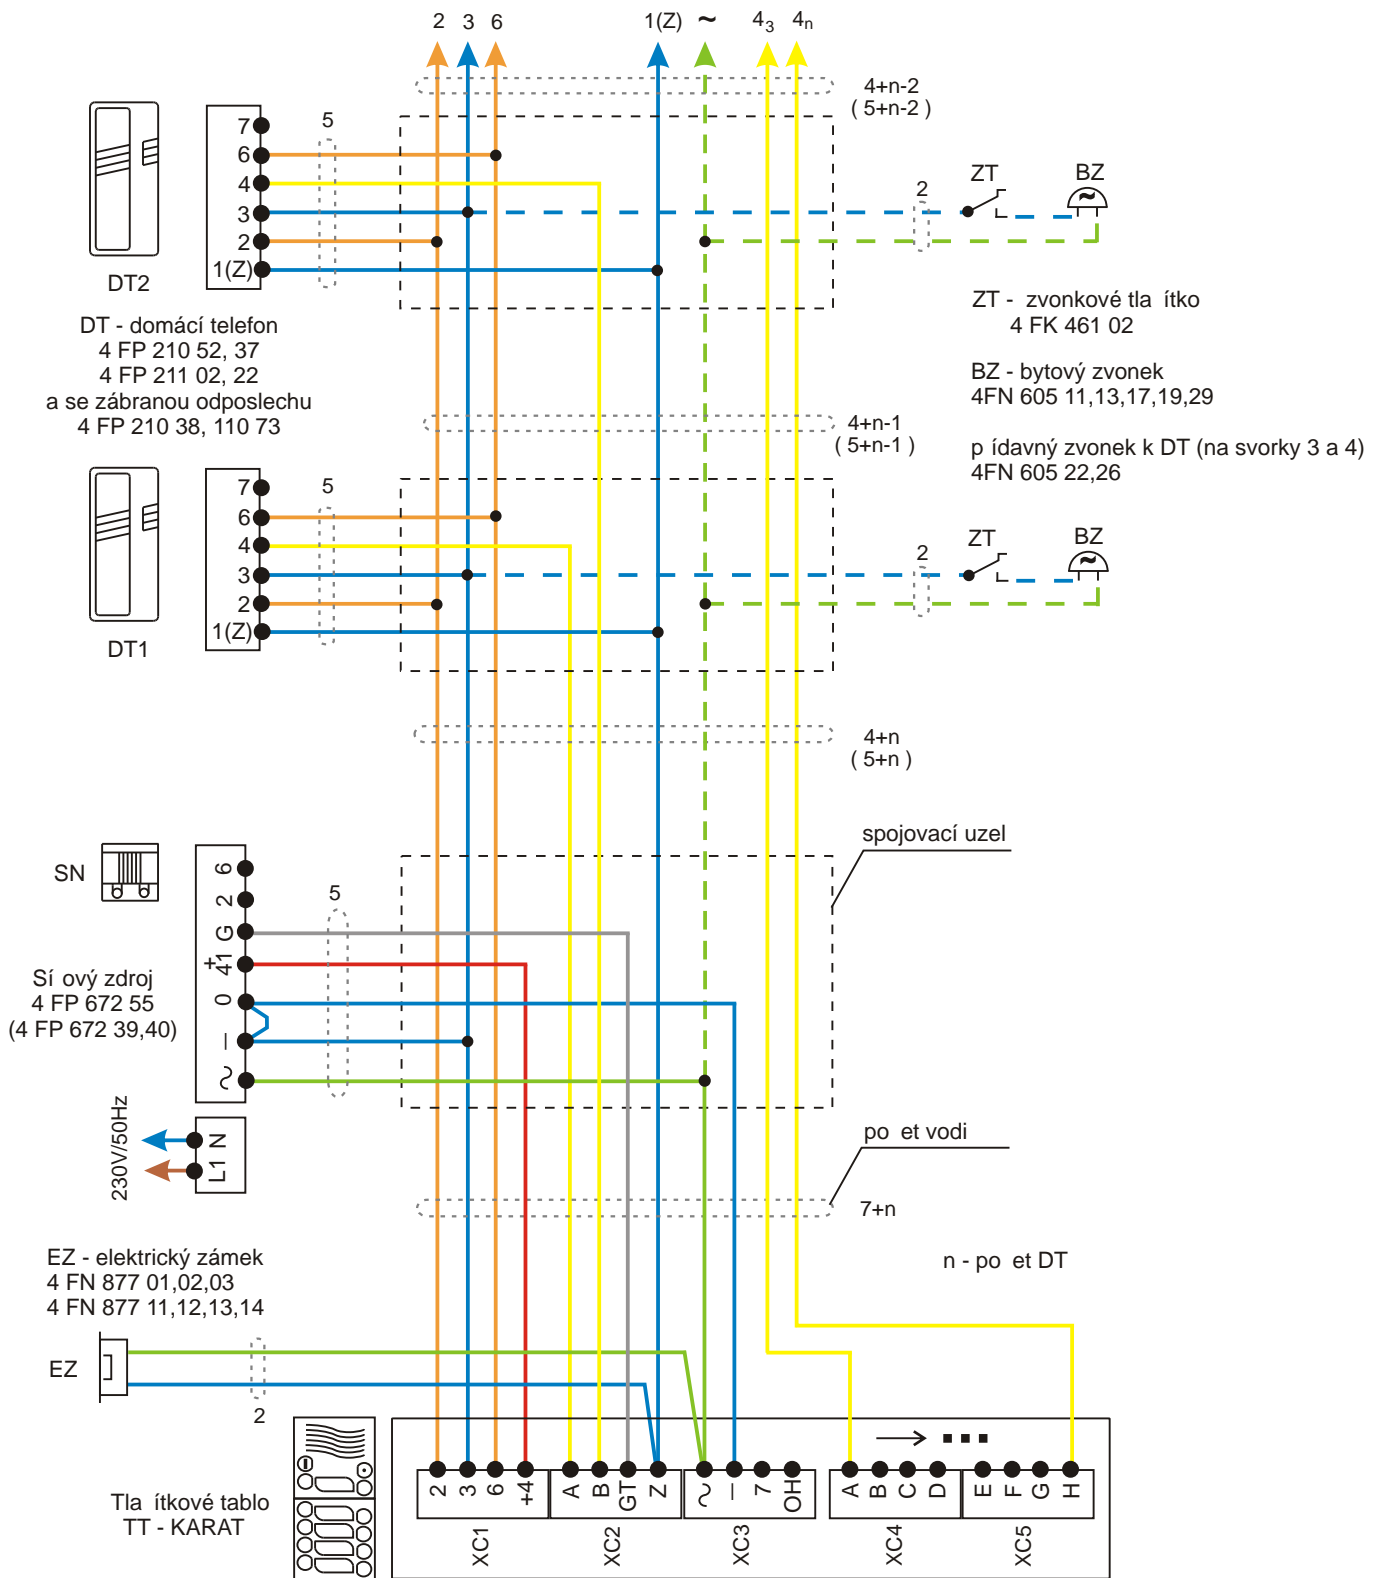 2 3 6 1(Z) ~ 4₃ 4ₙ
4+n-2
( 5+n-2 )
7
6
4
3
2
1(Z)
5
DT2
2
ZT
BZ
DT - domácí telefon
4 FP 210 52, 37
4 FP 211 02, 22
a se zábranou odposlechu
4 FP 210 38, 110 73
ZT - zvonkové tla ítko
4 FK 461 02
BZ - bytový zvonek
4FN 605 11,13,17,19,29
p ídavný zvonek k DT (na svorky 3 a 4)
4FN 605 22,26
4+n-1
( 5+n-1 )
7
6
4
3
2
1(Z)
5
DT1
2
ZT
BZ
4+n
( 5+n )
spojovací uzel
SN
6
2
G
+41
0
—
~
5
Sí ový zdroj
4 FP 672 55
(4 FP 672 39,40)
230V/50Hz
N
L1
po et vodi
7+n
n - po et DT
EZ - elektrický zámek
4 FN 877 01,02,03
4 FN 877 11,12,13,14
EZ
2
Tla ítkové tablo
TT - KARAT
2 3 6 +4 A B GT Z ~ — 7 OH A B C D E F G H
XC1 XC2 XC3 XC4 XC5